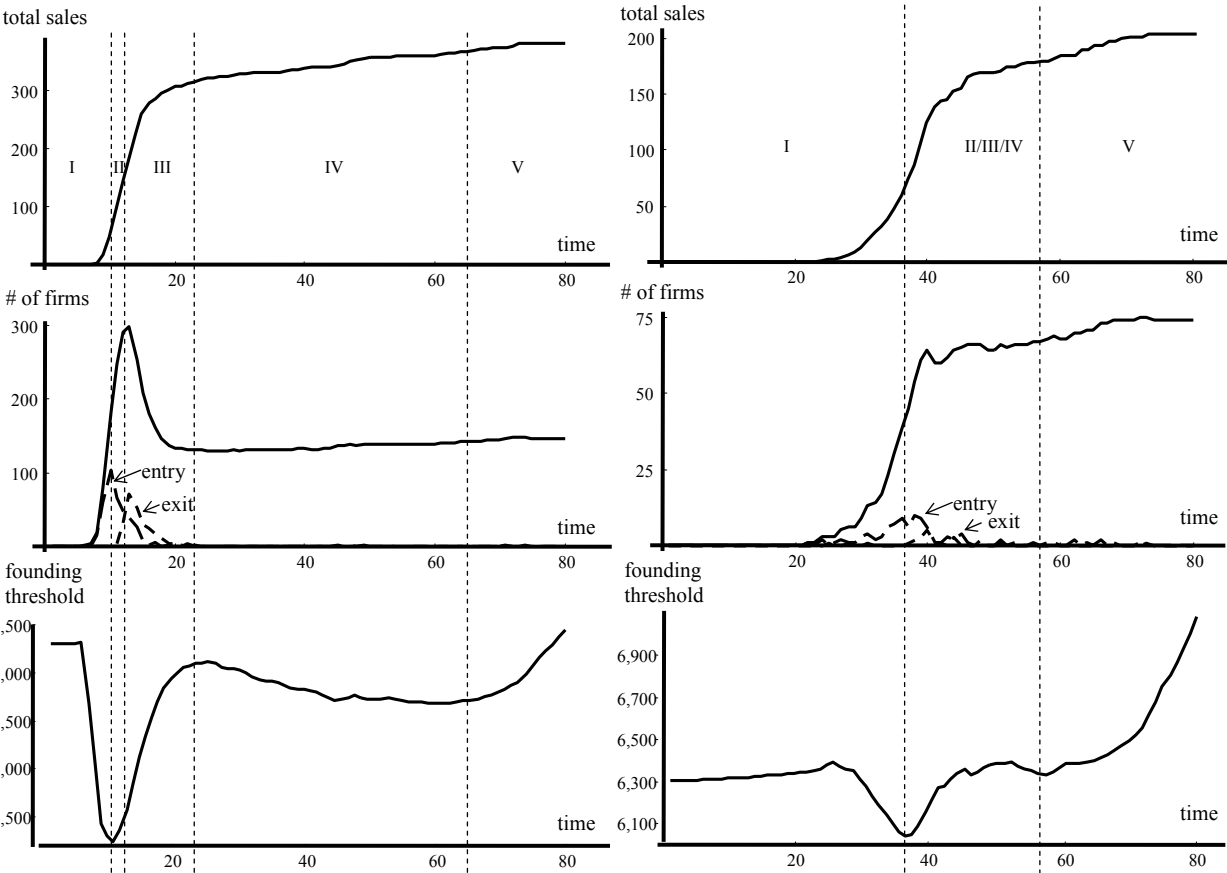 total sales
300
200
100
I
II
III
IV
V
time
20
40
60
80
# of firms
300
200
100
entry
exit
time
founding
threshold
,500
,000
,500
,000
,500
time
20
40
60
80
total sales
200
150
100
50
I
II/III/IV
V
time
20
40
60
80
# of firms
75
50
25
entry
exit
time
20
40
60
80
founding
threshold
6,900
6,700
6,500
6,300
6,100
time
20
40
60
80